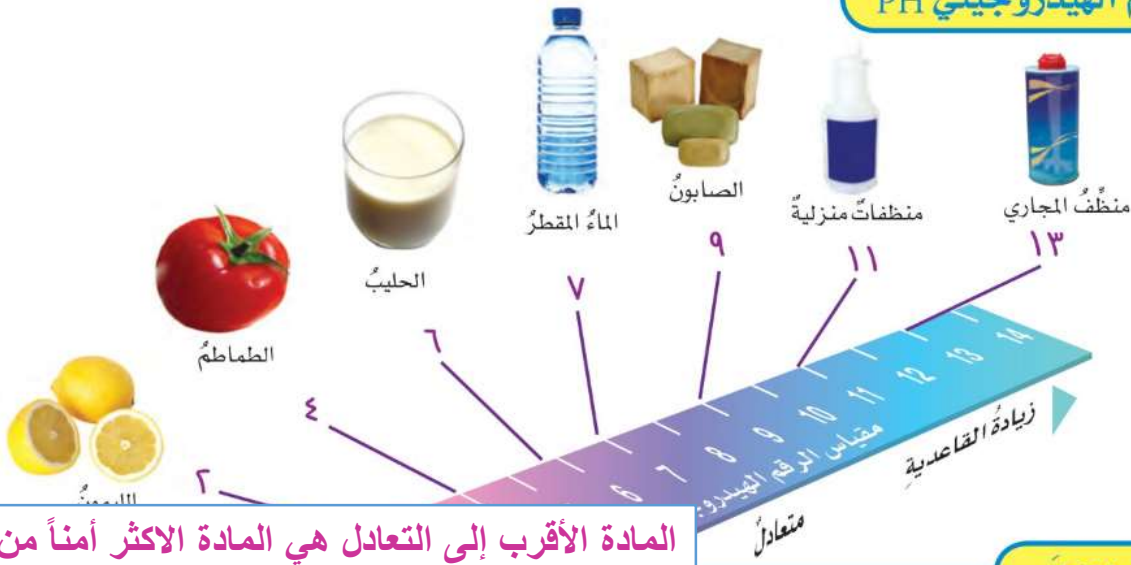 الهيدروجيني PH
منظِّفُ المجاري
١٣
منظفاتٌ منزليةٌ
١١
الصابونُ
٩
الماءُ المقطرُ
٧
الحليبُ
٦
الطماطمُ
٤
٢
6 7 8 9 10 11 12 13 14
مقياس الرقم
زيادةُ القاعديةِ
متعادلٌ
المادة الأقرب إلى التعادل هي المادة الاكثر أمناً من